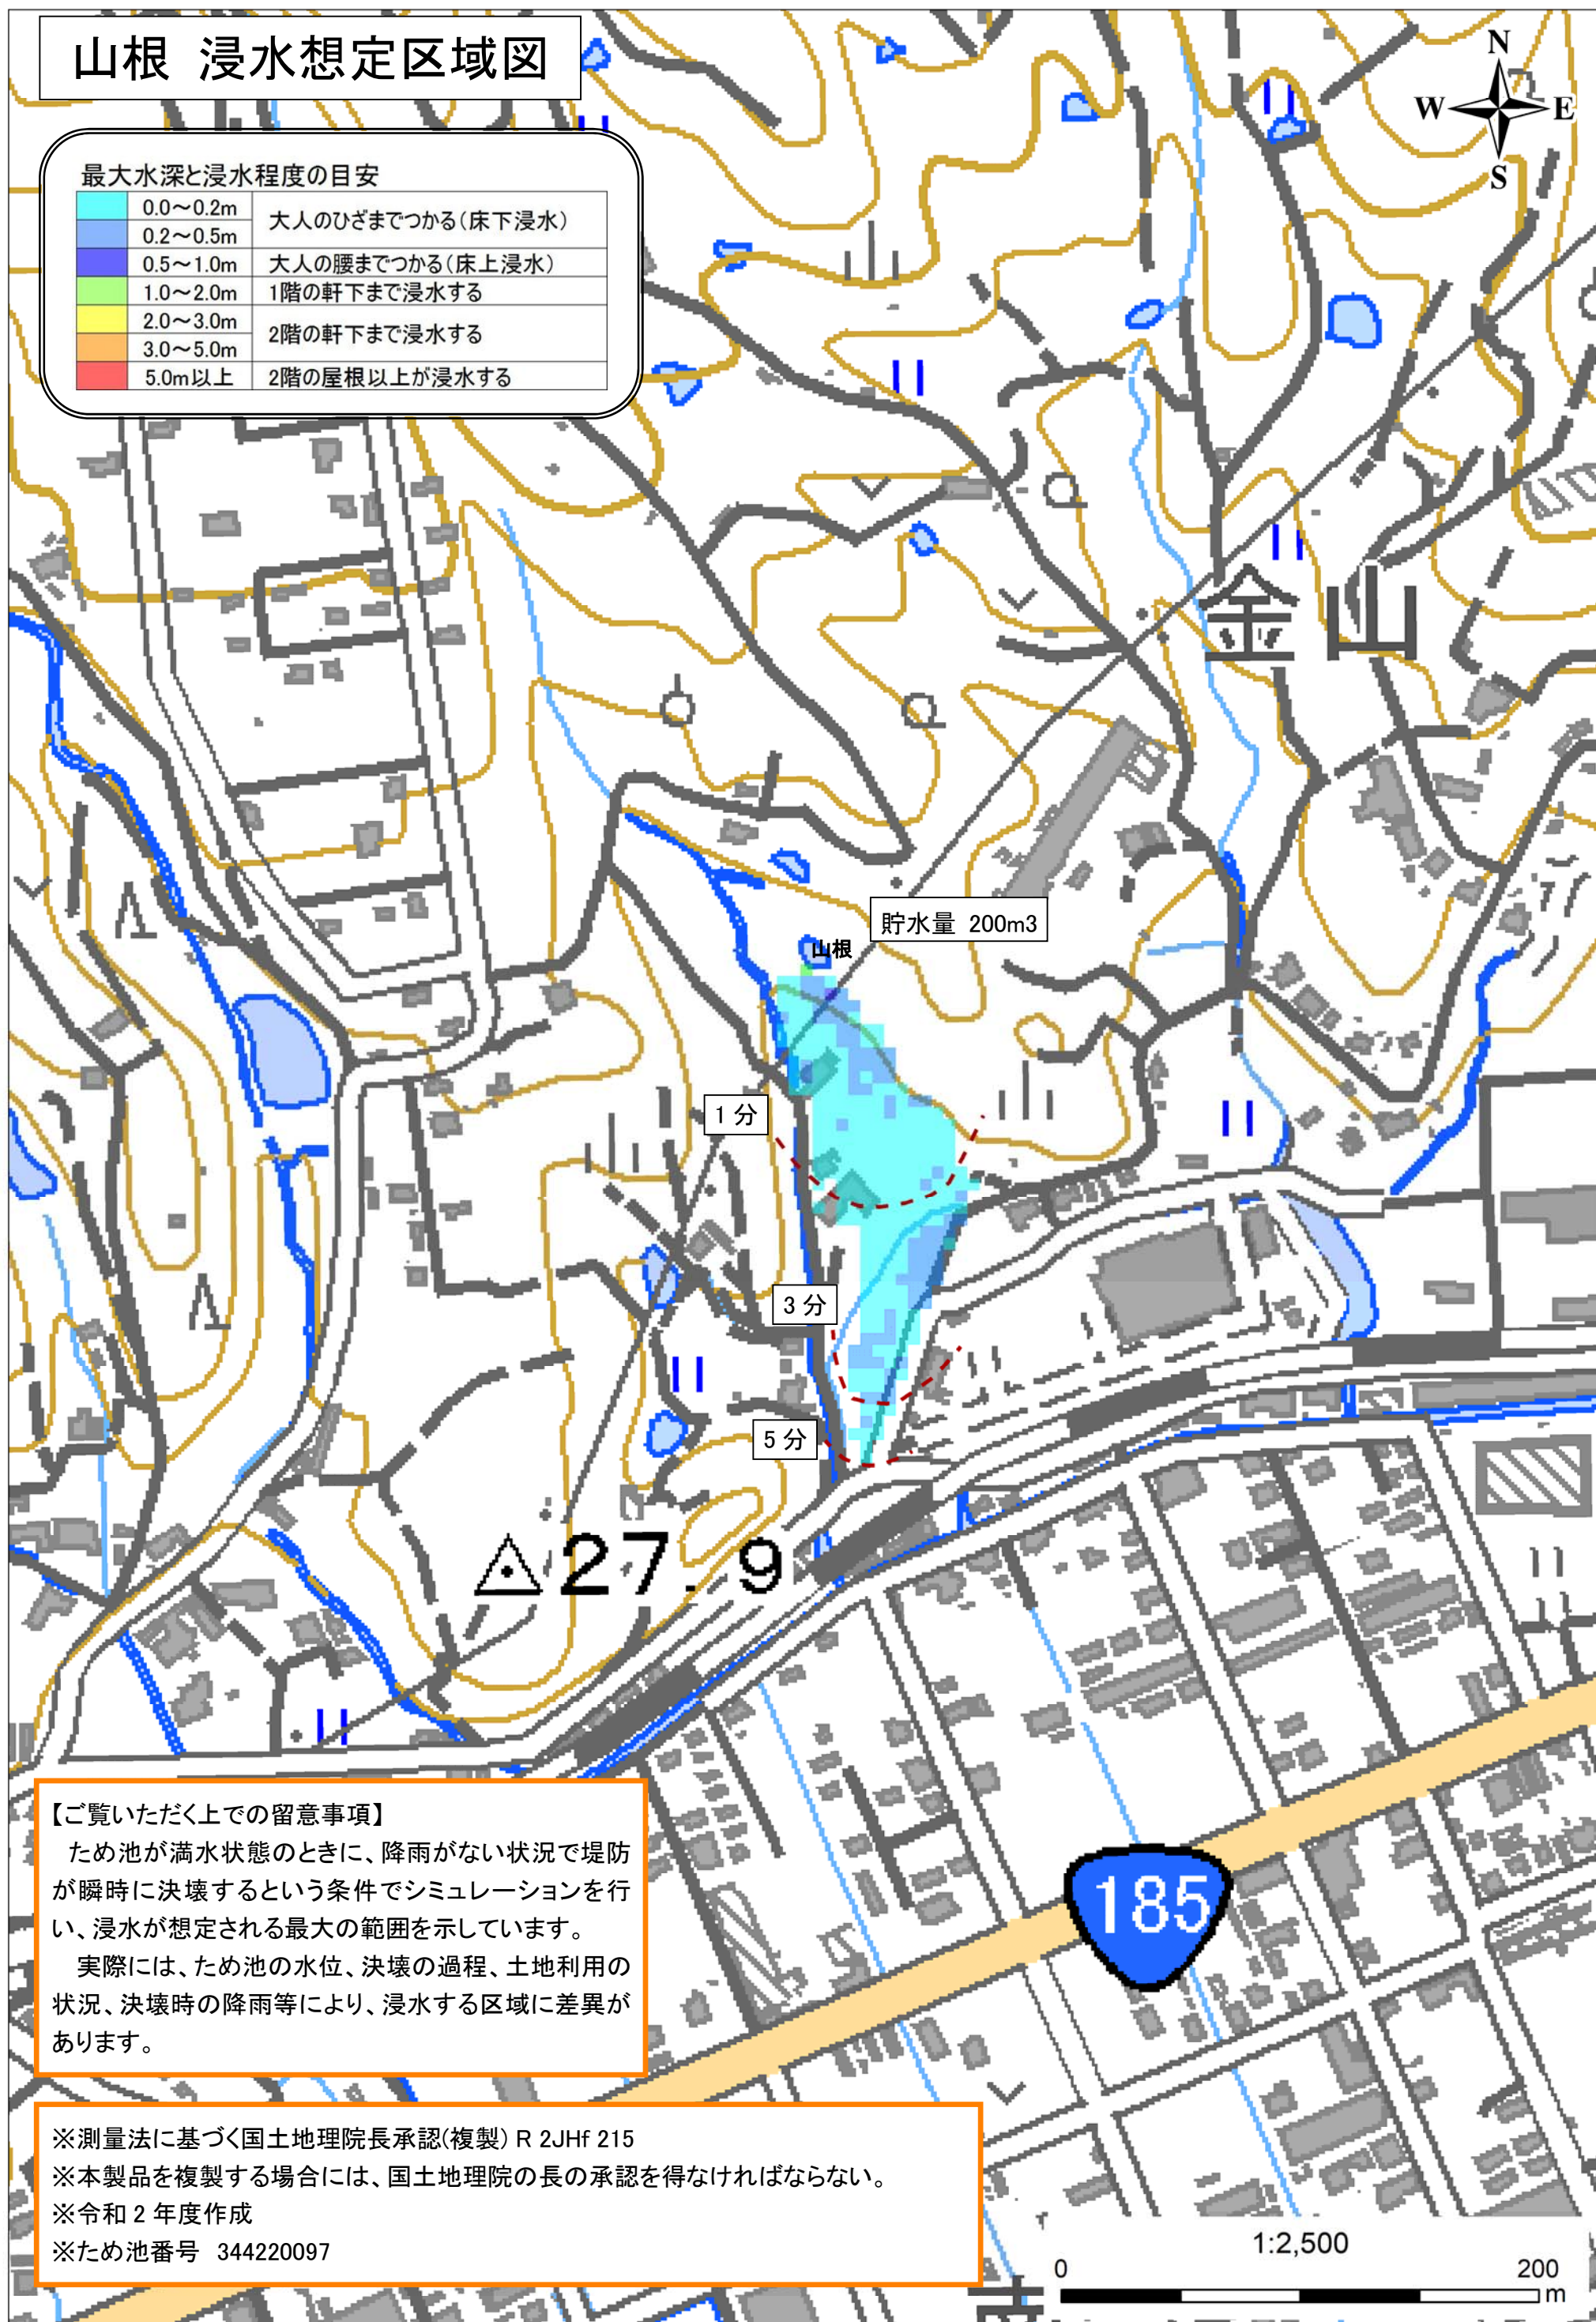 山根 浸水想定区域図
N
W E
S
最大水深と浸水程度の目安
0.0～0.2m
大人のひざまでつかる(床下浸水)
0.2～0.5m
0.5～1.0m 大人の腰までつかる(床上浸水)
1.0～2.0m 1階の軒下まで浸水する
2.0～3.0m
2階の軒下まで浸水する
3.0～5.0m
5.0m以上 2階の屋根以上が浸水する
金山
貯水量 200m3
山根
1 分
3 分
5 分
27.9
185
【ご覧いただく上での留意事項】
ため池が満水状態のときに、降雨がない状況で堤防
が瞬時に決壊するという条件でシミュレーションを行
い、浸水が想定される最大の範囲を示しています。
実際には、ため池の水位、決壊の過程、土地利用の
状況、決壊時の降雨等により、浸水する区域に差異が
あります。
※測量法に基づく国土地理院長承認(複製) R 2JHf 215
※本製品を複製する場合には、国土地理院の長の承認を得なければならない。
※令和 2 年度作成
※ため池番号 344220097
1:2,500
0 200
m